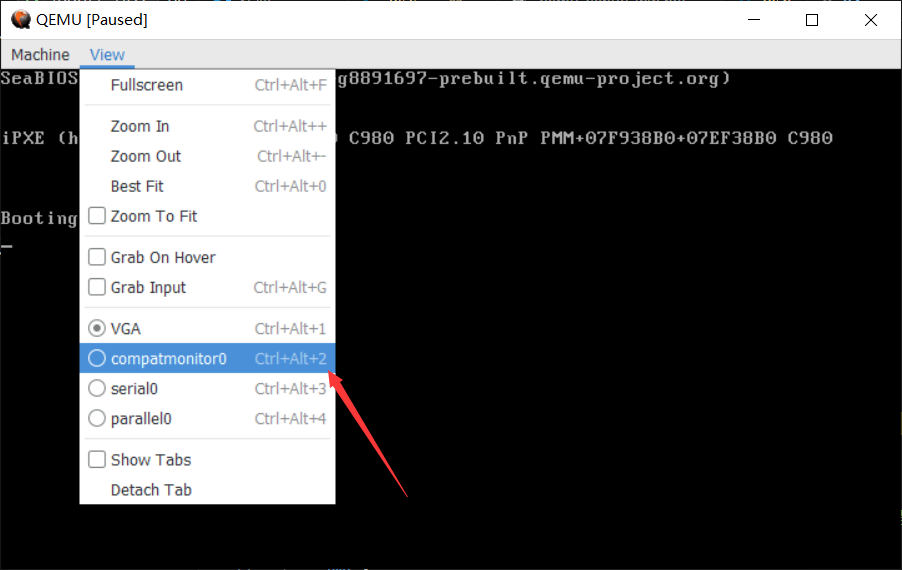 QEMU [Paused]
Machine View
SeaBIOS g8891697-prebuilt.qemu-project.org)
Fullscreen Ctrl+Alt+F
Zoom In Ctrl+Alt++
iPXE (h C980 PCI2.10 PnP PMM+07F938B0+07EF38B0 C980
Zoom Out Ctrl+Alt+-
Best Fit Ctrl+Alt+0
Booting
Zoom To Fit
Grab On Hover
Grab Input Ctrl+Alt+G
VGA Ctrl+Alt+1
compatmonitor0 Ctrl+Alt+2
serial0 Ctrl+Alt+3
parallel0 Ctrl+Alt+4
Show Tabs
Detach Tab